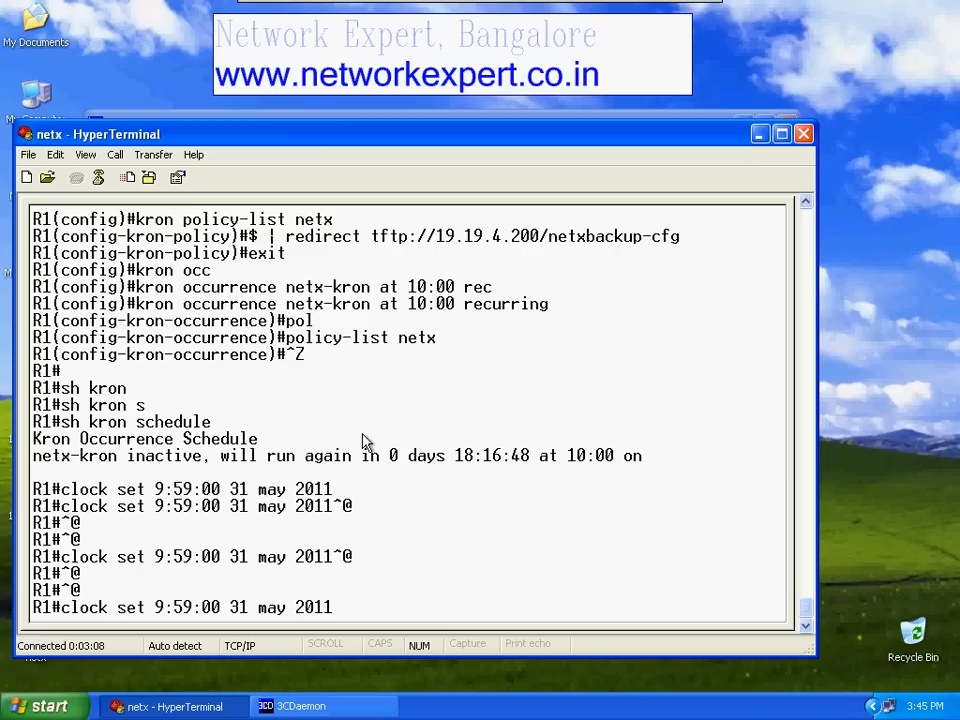 My Documents
Network Expert, Bangalore
www.networkexpert.co.in
netx - HyperTerminal
File Edit View Call Transfer Help
R1(config)#kron policy-list netx
R1(config-kron-policy)#$ | redirect tftp://19.19.4.200/netxbackup-cfg
R1(config-kron-policy)#exit
R1(config)#kron occ
R1(config)#kron occurrence netx-kron at 10:00 rec
R1(config)#kron occurrence netx-kron at 10:00 recurring
R1(config-kron-occurrence)#pol
R1(config-kron-occurrence)#policy-list netx
R1(config-kron-occurrence)#^Z
R1#
R1#sh kron
R1#sh kron s
R1#sh kron schedule
Kron Occurrence Schedule
netx-kron inactive, will run again in 0 days 18:16:48 at 10:00 on
R1#clock set 9:59:00 31 may 2011
R1#clock set 9:59:00 31 may 2011^@
R1#^@
R1#^@
R1#clock set 9:59:00 31 may 2011^@
R1#^@
R1#^@
R1#clock set 9:59:00 31 may 2011
Connected 0:03:08 Auto detect TCP/IP SCROLL CAPS NUM Capture Print echo
Recycle Bin
start netx - HyperTerminal 3CD 3CDaemon 3:45 PM